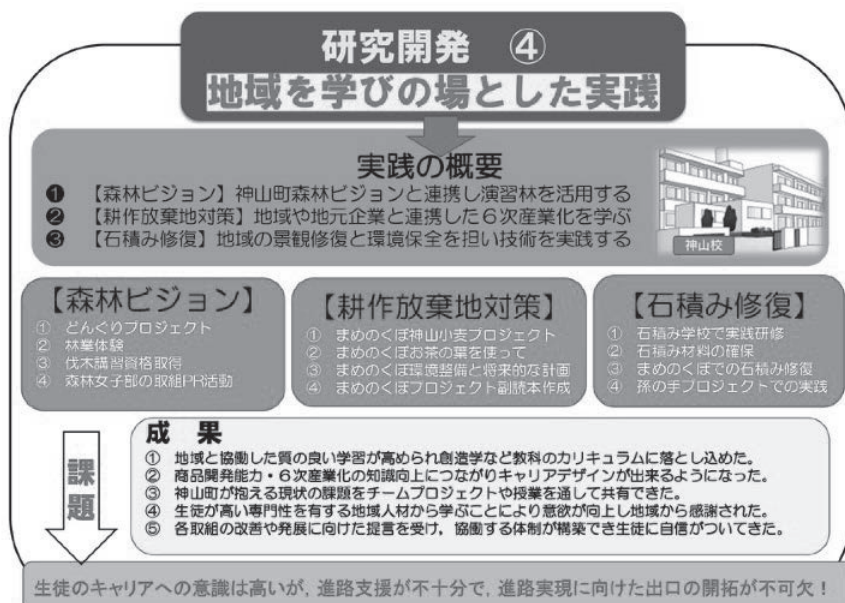 研究開発 ④
地域を学びの場とした実践
実践の概要
❶ 【森林ビジョン】神山町森林ビジョンと連携し演習林を活用する
❷ 【耕作放棄地対策】地域や地元企業と連携した6次産業化を学ぶ
❸ 【石積み修復】地域の景観修復と環境保全を担い技術を実践する
神山校
【森林ビジョン】
① どんぐりプロジェクト
② 林業体験
③ 伐木講習資格取得
④ 森林女子部の取組PR活動
【耕作放棄地対策】
① まめのくぼ神山小麦プロジェクト
② まめのくぼお茶の葉を使って
③ まめのくぼ環境整備と将来的な計画
④ まめのくぼプロジェクト副読本作成
【石積み修復】
① 石積み学校で実践研修
② 石積み材料の確保
③ まめのくぼでの石積み修復
④ 孫の手プロジェクトでの実践
課題
成 果
① 地域と協働した質の良い学習が高められ創造学など教科のカリキュラムに落とし込めた。
② 商品開発能力・6次産業化の知識向上につながりキャリアデザインが出来るようになった。
③ 神山町が抱える現状の課題をチームプロジェクトや授業を通して共有できた。
④ 生徒が高い専門性を有する地域人材から学ぶことにより意欲が向上し地域から感謝された。
⑤ 各取組の改善や発展に向けた提言を受け，協働する体制が構築でき生徒に自信がついてきた。
生徒のキャリアへの意識は高いが，進路支援が不十分で，進路実現に向けた出口の開拓が不可欠！